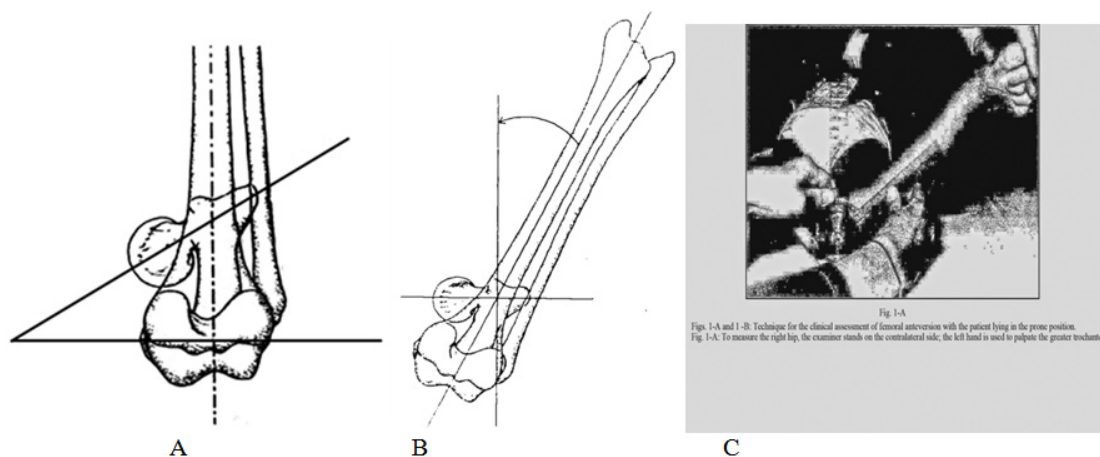 Fig. 1-A
Figs. 1-A and 1 -B: Technique for the clinical assessment of femoral anteversion with the patient lying in the prone position.
Fig. 1-A: To measure the right hip, the examiner stands on the contralateral side; the left hand is used to palpate the greater trochant
A B C